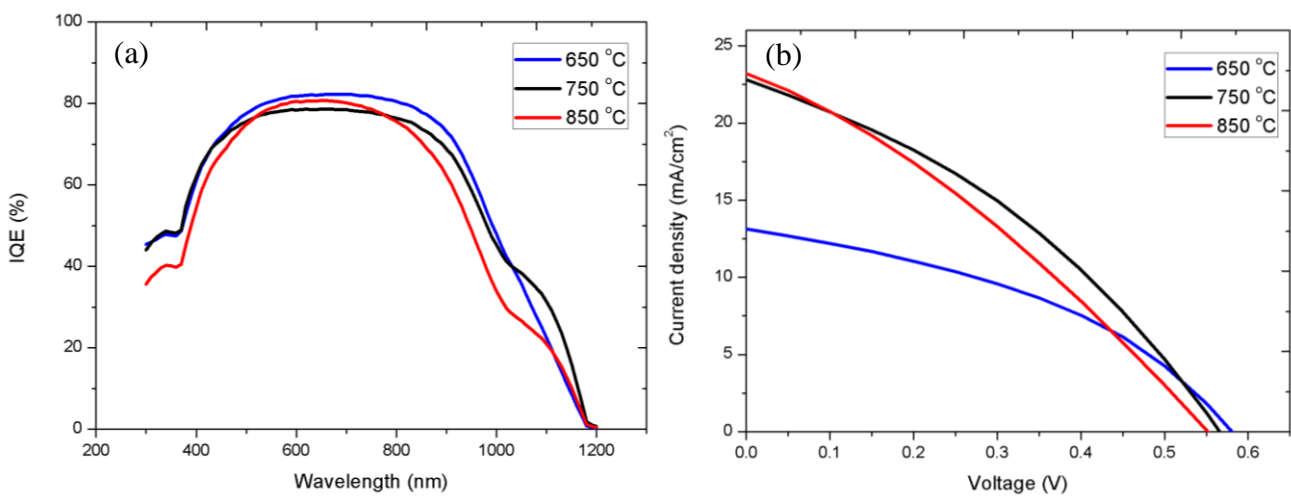 (a)
650 °C
750 °C
850 °C
IQE (%)
100
80
60
40
20
0
200
400
600
800
1000
1200
Wavelength (nm)
(b)
650 °C
750 °C
850 °C
Current density (mA/cm²)
25
20
15
10
5
0
0.0
0.1
0.2
0.3
0.4
0.5
0.6
Voltage (V)